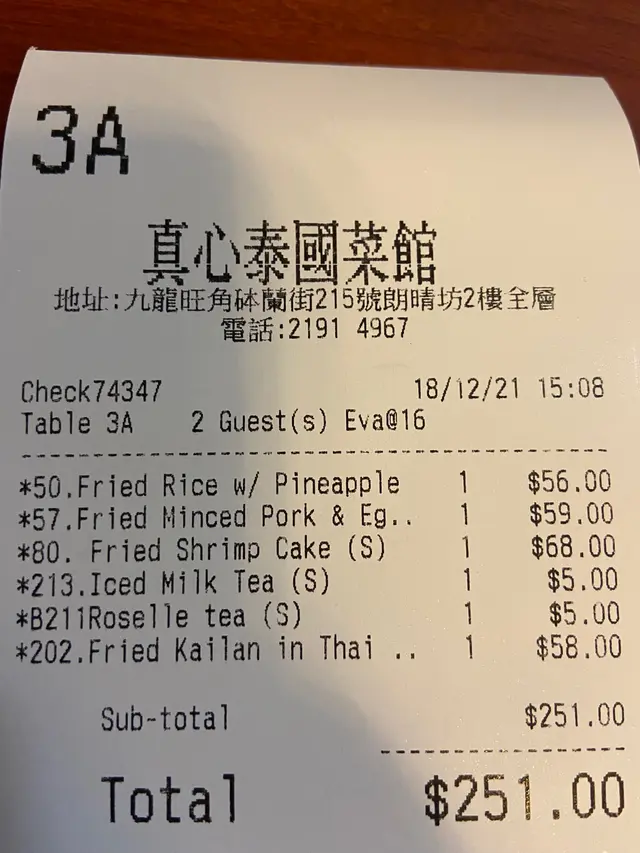 3A
真心泰國菜館
地址:九龍旺角砵蘭街215號朗晴坊2樓全層
電話:2191 4967
Check74347 18/12/21 15:08
Table 3A 2 Guest(s) Eva@16
*50.Fried Rice w/ Pineapple 1 $56.00
*57.Fried Minced Pork & Eg.. 1 $59.00
*80. Fried Shrimp Cake (S) 1 $68.00
*213.Iced Milk Tea (S) 1 $5.00
*B211Roselle tea (S) 1 $5.00
*202.Fried Kailan in Thai .. 1 $58.00
Sub-total $251.00
Total $251.00